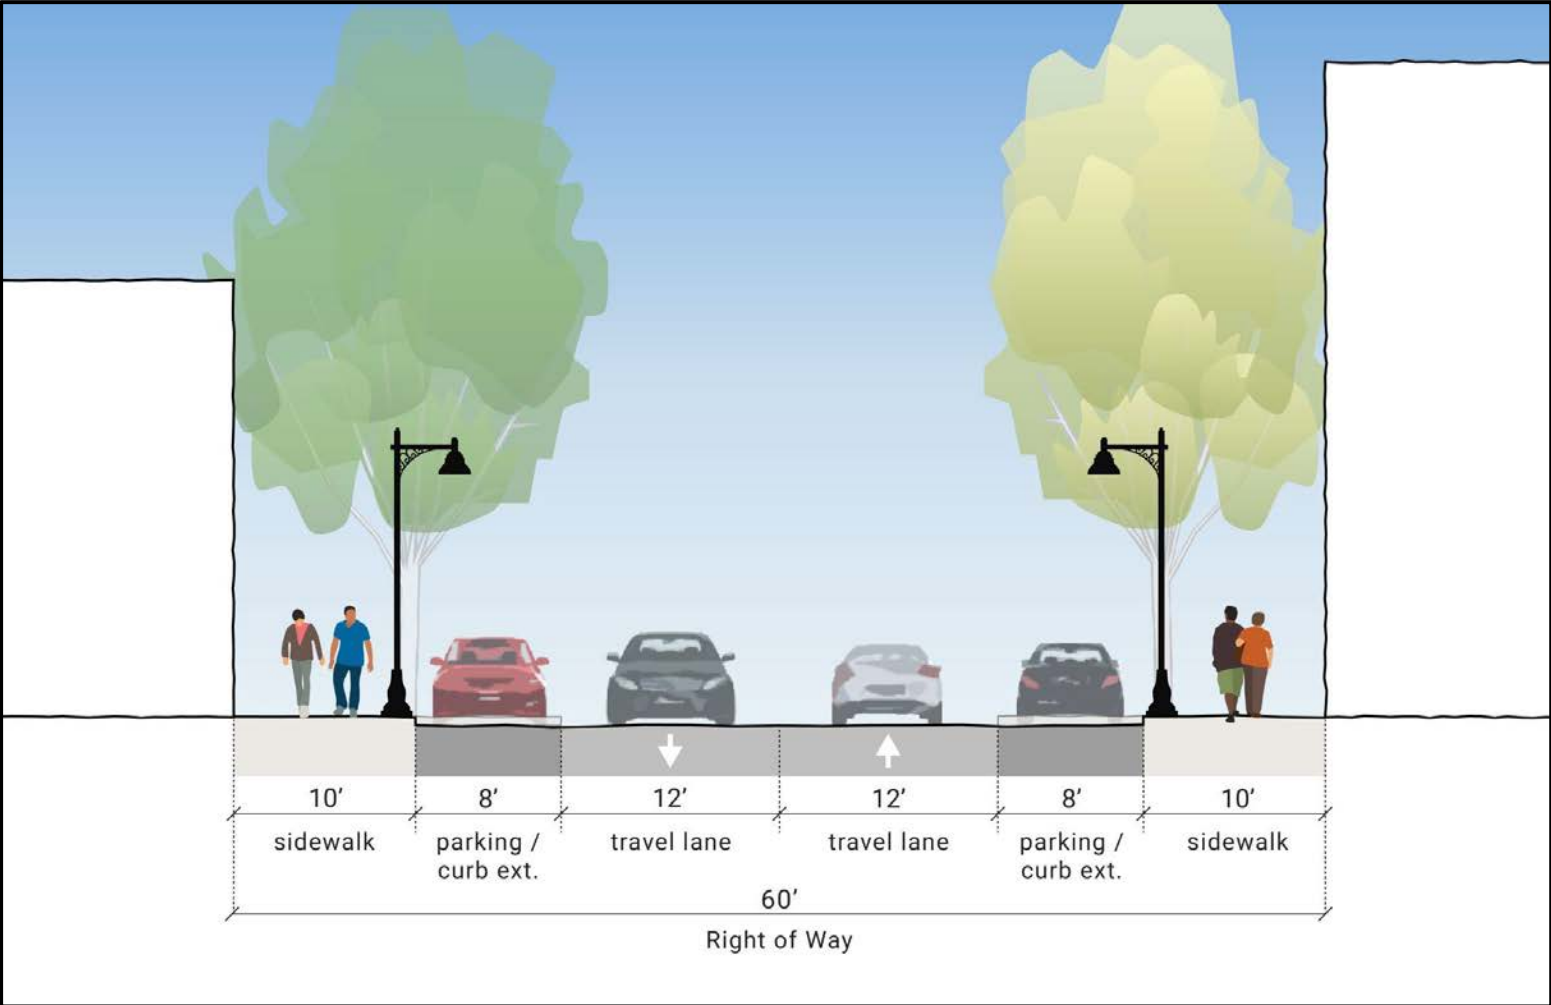 10’ 8’ 12’ 12’ 8’ 10’
sidewalk parking / travel lane travel lane parking / sidewalk
curb ext. curb ext.
60’
Right of Way